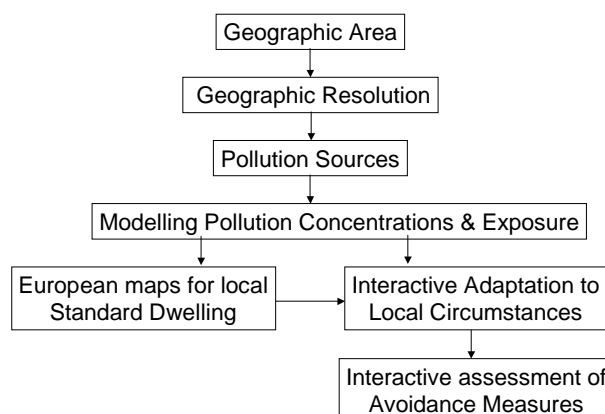 Geographic Area
Geographic Resolution
Pollution Sources
Modelling Pollution Concentrations & Exposure
European maps for local
Standard Dwelling
Interactive Adaptation to
Local Circumstances
Interactive assessment of
Avoidance Measures